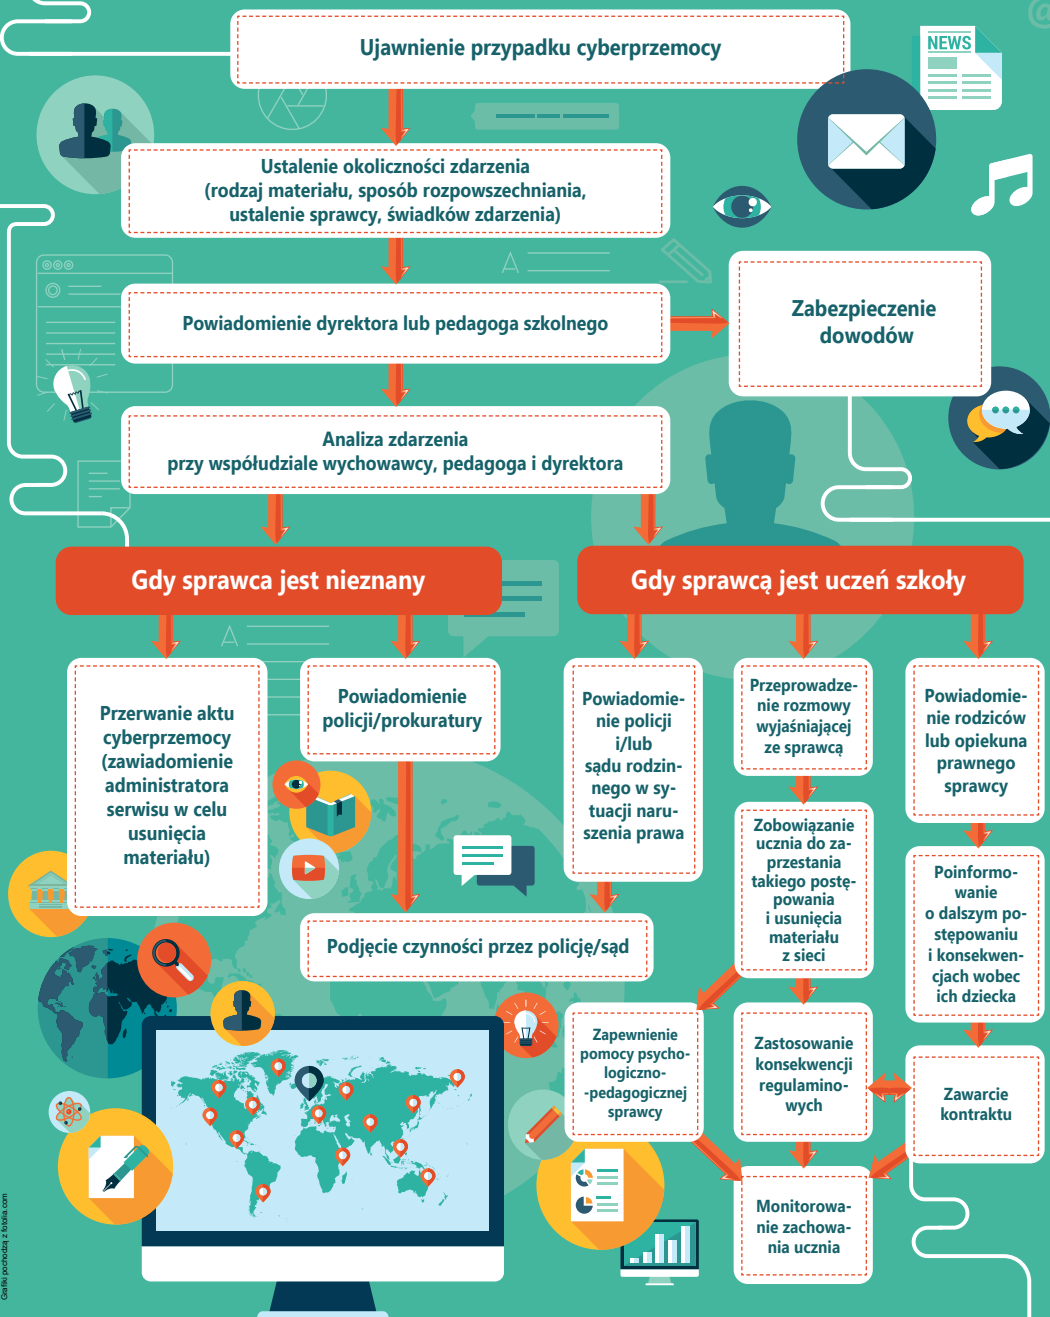 @
Ujawnienie przypadku cyberprzemocy
NEWS
Ustalenie okoliczności zdarzenia
(rodzaj materiału, sposób rozpowszechniania,
ustalenie sprawcy, świadków zdarzenia)
A
Powiadomienie dyrektora lub pedagoga szkolnego
Zabezpieczenie
dowodów
Analiza zdarzenia
przy współudziale wychowawcy, pedagoga i dyrektora
Gdy sprawca jest nieznany
Gdy sprawcą jest uczeń szkoły
A
Przerwanie aktu
cyberprzemocy
(zawiadomienie
administratora
serwisu w celu
usunięcia
materiału)
Powiadomienie
policji/prokuratury
Powiadomie-
nie policji
i/lub
sądu rodzin-
nego w sy-
tuacji naru-
szenia prawa
Przeprowadze-
nie rozmowy
wyjaśniającej
ze sprawcą
Powiadomie-
nie rodziców
lub opiekuna
prawnego
sprawcy
Zobowiązanie
ucznia do za-
przestania
takiego postę-
powania
i usunięcia
materiału
z sieci
Poinformo-
wanie
o dalszym po-
stępowaniu
i konsekwen-
cjach wobec
ich dziecka
Podjęcie czynności przez policję/sąd
Zapewnienie
pomocy psycho-
logiczno-
-pedagogicznej
sprawcy
Zastosowanie
konsekwencji
regulamino-
wych
Zawarcie
kontraktu
Monitorowa-
nie zachowa-
nia ucznia
Grafiki pochodzą z fotolia.com